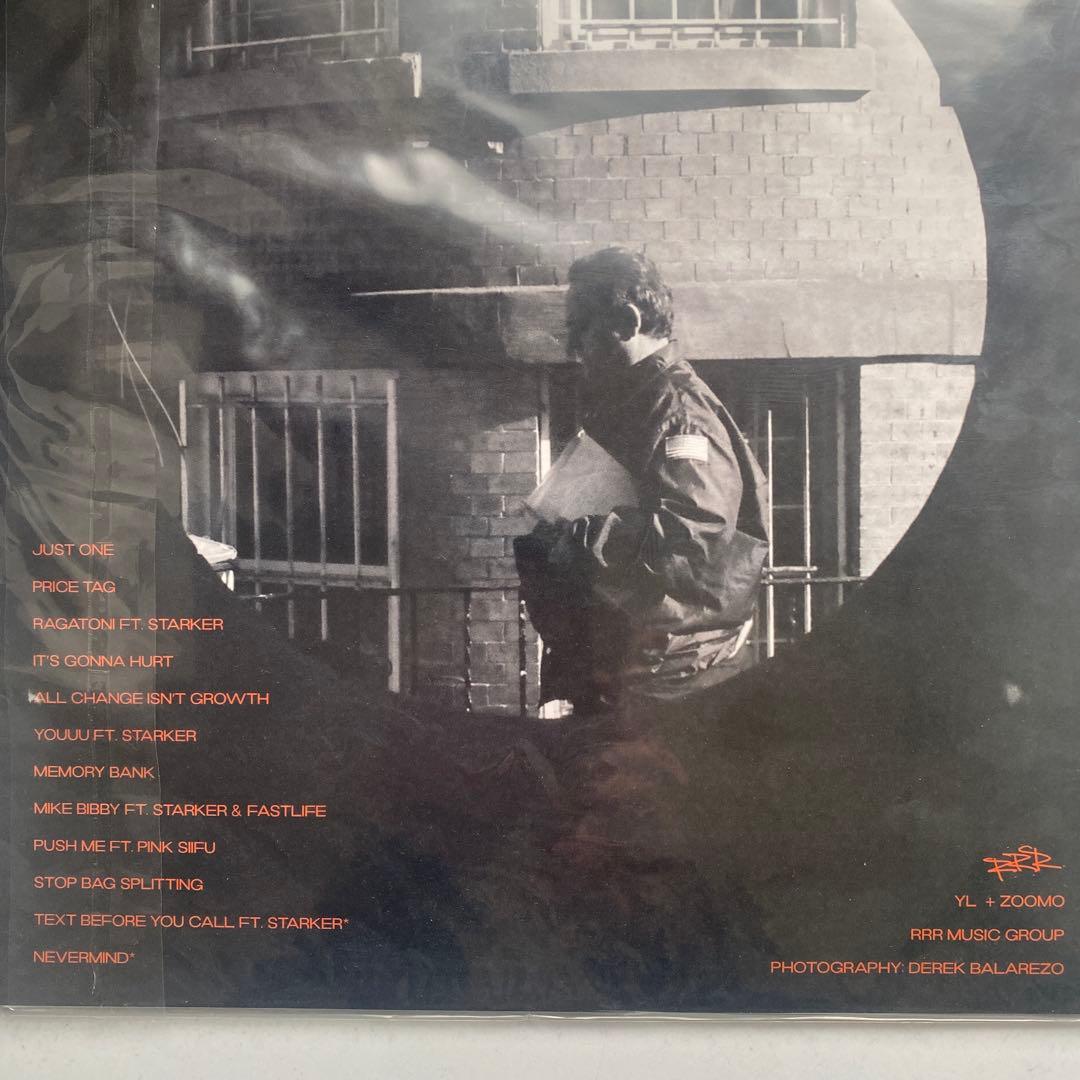 JUST ONE
PRICE TAG
RAGATONI FT. STARKER
IT'S GONNA HURT
ALL CHANGE ISN'T GROWTH
YOUUU FT. STARKER
MEMORY BANK
MIKE BIBBY FT. STARKER & FASTLIFE
PUSH ME FT. PINK SIIFU
STOP BAG SPLITTING
TEXT BEFORE YOU CALL FT. STARKER*
NEVERMIND*
RRR
YL + ZOOMO
RRR MUSIC GROUP
PHOTOGRAPHY: DEREK BALAREZO